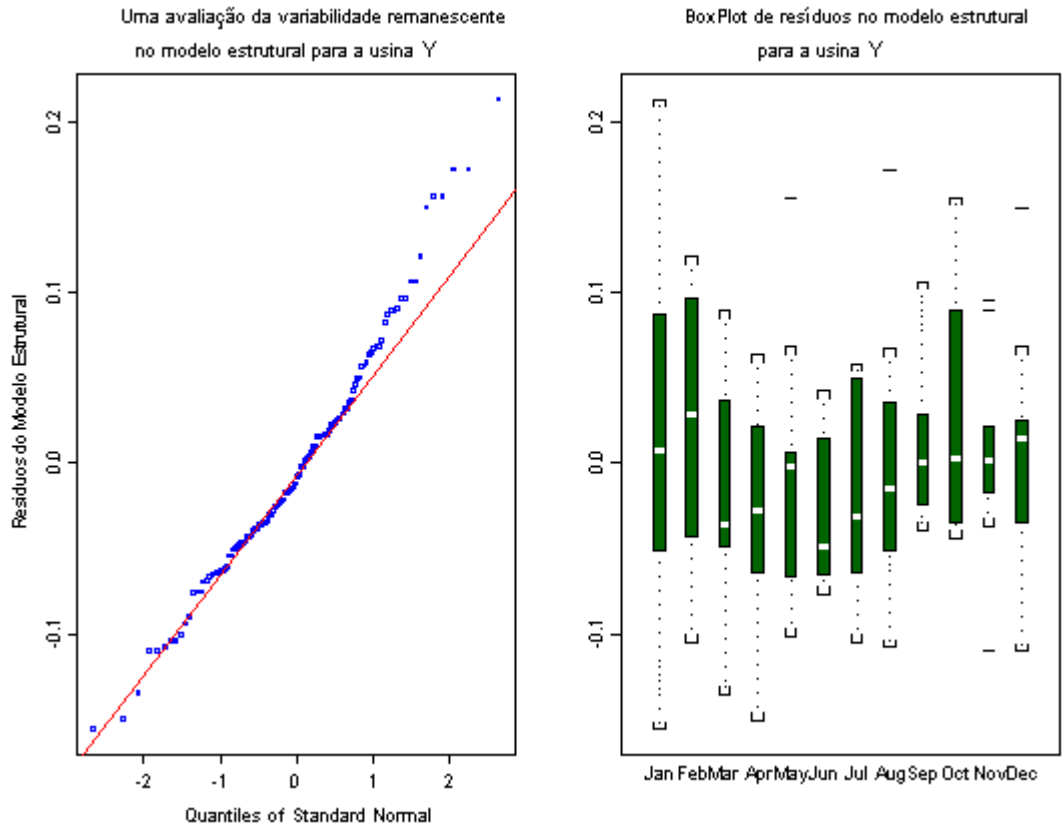 Uma avaliação da variabilidade remanescente
no modelo estrutural para a usina Y
Resíduos do Modelo Estrutural
0.2
0.1
0.0
-0.1
-2
-1
0
1
2
Quantiles of Standard Normal
BoxPlot de resíduos no modelo estrutural
para a usina Y
0.2
0.1
0.0
-0.1
Jan Feb Mar Apr May Jun Jul Aug Sep Oct Nov Dec